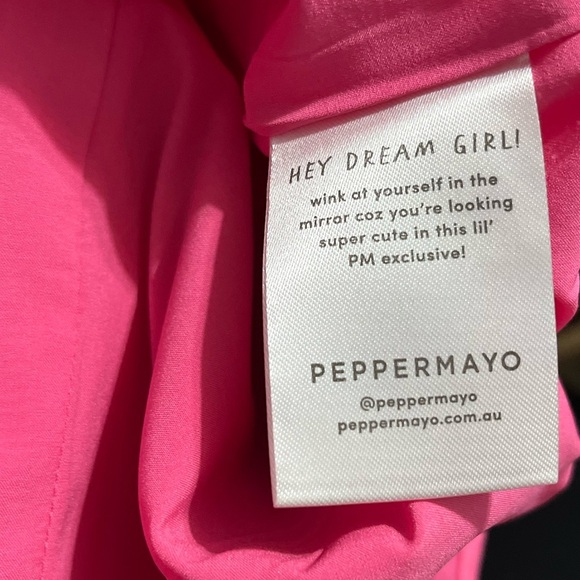 HEY DREAM GIRL!
wink at yourself in the
mirror coz you're looking
super cute in this lil'
PM exclusive!
PEPPERMAYO
@peppermayo
peppermayo.com.au